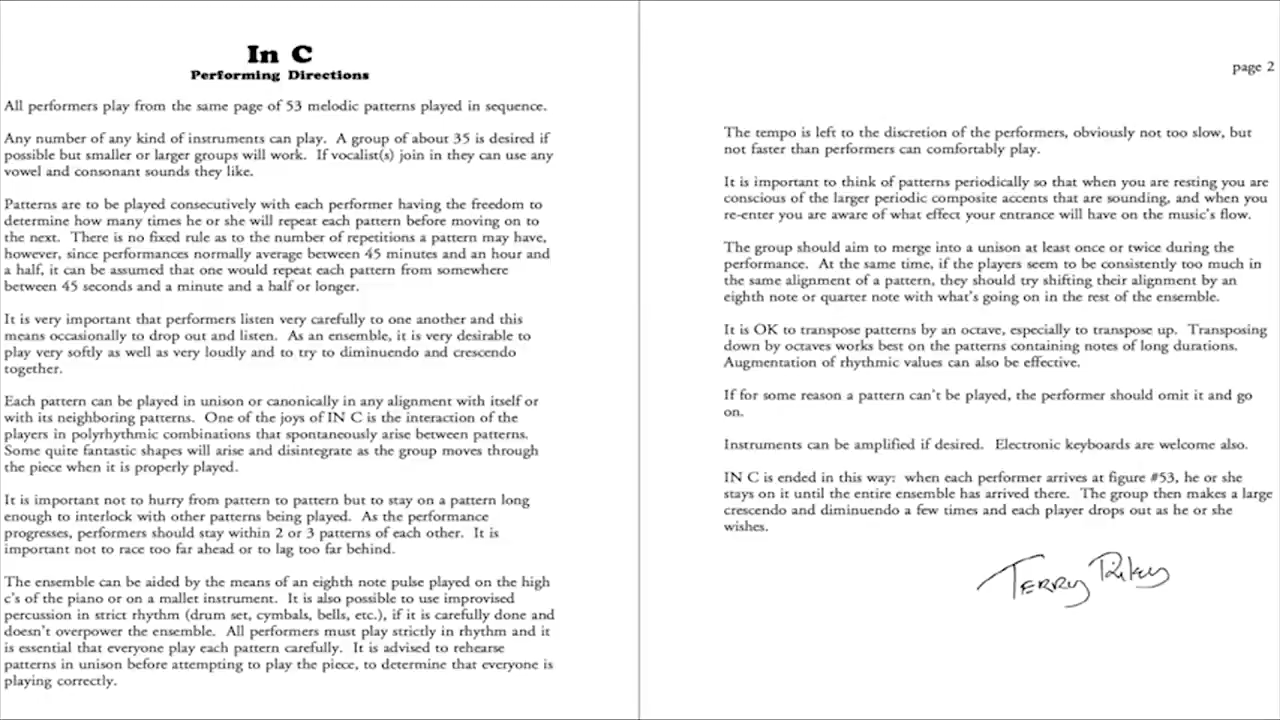 In C
Performing Directions
All performers play from the same page of 53 melodic patterns played in sequence.
Any number of any kind of instruments can play. A group of about 35 is desired if
possible but smaller or larger groups will work. If vocalist(s) join in they can use any
vowel and consonant sounds they like.
Patterns are to be played consecutively with each performer having the freedom to
determine how many times he or she will repeat each pattern before moving on to
the next. There is no fixed rule as to the number of repetitions a pattern may have,
however, since performances normally average between 45 minutes and an hour and
a half, it can be assumed that one would repeat each pattern from somewhere
between 45 seconds and a minute and a half or longer.
It is very important that performers listen very carefully to one another and this
means occasionally to drop out and listen. As an ensemble, it is very desirable to
play very softly as well as very loudly and to try to diminuendo and crescendo
together.
Each pattern can be played in unison or canonically in any alignment with itself or
with its neighboring patterns. One of the joys of IN C is the interaction of the
players in polyrhythmic combinations that spontaneously arise between patterns.
Some quite fantastic shapes will arise and disintegrate as the group moves through
the piece when it is properly played.
It is important not to hurry from pattern to pattern but to stay on a pattern long
enough to interlock with other patterns being played. As the performance
progresses, performers should stay within 2 or 3 patterns of each other. It is
important not to race too far ahead or to lag too far behind.
The ensemble can be aided by the means of an eighth note pulse played on the high
c's of the piano or on a mallet instrument. It is also possible to use improvised
percussion in strict rhythm (drum set, cymbals, bells, etc.), if it is carefully done and
doesn't overpower the ensemble. All performers must play strictly in rhythm and it
is essential that everyone play each pattern carefully. It is advised to rehearse
patterns in unison before attempting to play the piece, to determine that everyone is
playing correctly.
page 2
The tempo is left to the discretion of the performers, obviously not too slow, but
not faster than performers can comfortably play.
It is important to think of patterns periodically so that when you are resting you are
conscious of the larger periodic composite accents that are sounding, and when you
re-enter you are aware of what effect your entrance will have on the music's flow.
The group should aim to merge into a unison at least once or twice during the
performance. At the same time, if the players seem to be consistently too much in
the same alignment of a pattern, they should try shifting their alignment by an
eighth note or quarter note with what's going on in the rest of the ensemble.
It is OK to transpose patterns by an octave, especially to transpose up. Transposing
down by octaves works best on the patterns containing notes of long durations.
Augmentation of rhythmic values can also be effective.
If for some reason a pattern can't be played, the performer should omit it and go
on.
Instruments can be amplified if desired. Electronic keyboards are welcome also.
IN C is ended in this way: when each performer arrives at figure #53, he or she
stays on it until the entire ensemble has arrived there. The group then makes a large
crescendo and diminuendo a few times and each player drops out as he or she
wishes.
Terry Riley